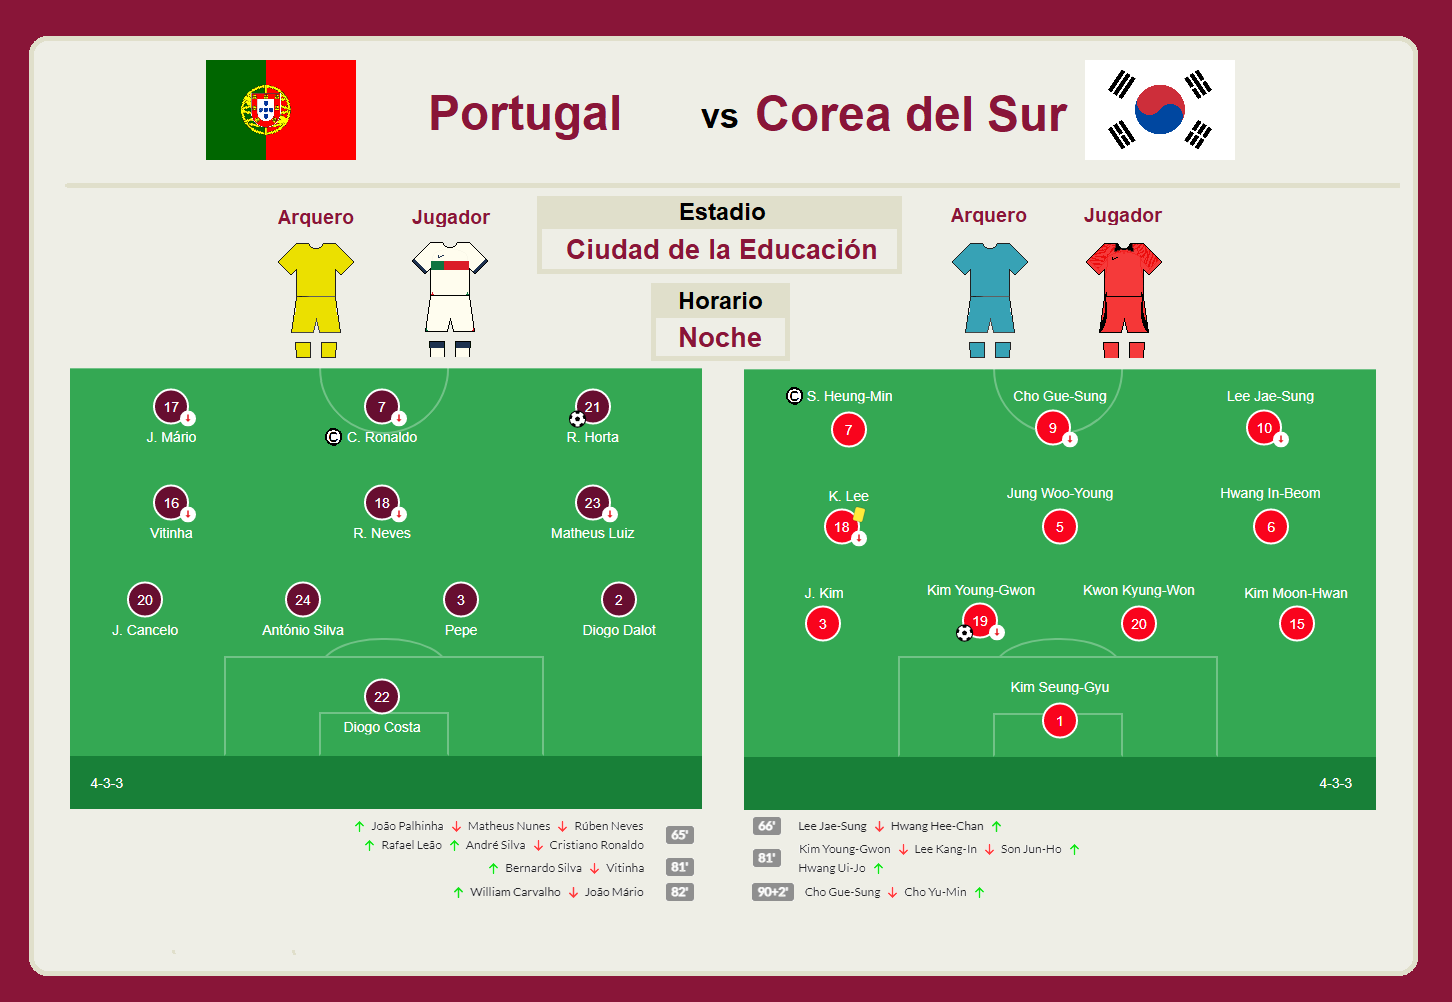 Portugal vs Corea del Sur
Arquero Jugador
Estadio
Ciudad de la Educación
Horario
Noche
Arquero Jugador
17 7 21
J. Mário © C. Ronaldo R. Horta
16 18 23
Vitinha R. Neves Matheus Luiz
20 24 3 2
J. Cancelo António Silva Pepe Diogo Dalot
22
Diogo Costa
4-3-3
© S. Heung-Min Cho Gue-Sung Lee Jae-Sung
7 9 10
K. Lee Jung Woo-Young Hwang In-Beom
18 5 6
J. Kim Kim Young-Gwon Kwon Kyung-Won Kim Moon-Hwan
3 19 20 15
Kim Seung-Gyu
1
4-3-3
↑ João Palhinha ↓ Matheus Nunes ↓ Rúben Neves 65'
↑ Rafael Leão ↑ André Silva ↓ Cristiano Ronaldo
↑ Bernardo Silva ↓ Vitinha 81'
↑ William Carvalho ↓ João Mário 82'
66' Lee Jae-Sung ↓ Hwang Hee-Chan ↑
81' Kim Young-Gwon ↓ Lee Kang-In ↓ Son Jun-Ho ↑
Hwang Ui-Jo ↑
90+2' Cho Gue-Sung ↓ Cho Yu-Min ↑